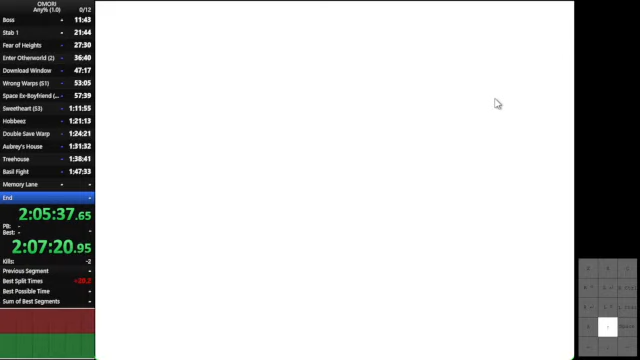 OMORI
Any% (1.0) 0/12
Boss - 11:43
Stab 1 - 21:44
Fear of Heights - 27:30
Enter Otherworld (2) - 36:40
Download Window - 47:17
Wrong Warps (S1) - 53:05
Space Ex-Boyfriend (... - 57:39
Sweetheart (S3) - 1:11:55
Hobbeez - 1:21:13
Double Save Warp - 1:24:21
Aubrey's House - 1:31:32
Treehouse - 1:38:41
Basil Fight - 1:47:33
Memory Lane - -
End -
2:05:37.65
PB: -
Best: - -
2:07:20.95
Kills: -2
Previous Segment -
Best Split Times
Best Possible Time -
Sum of Best Segments -